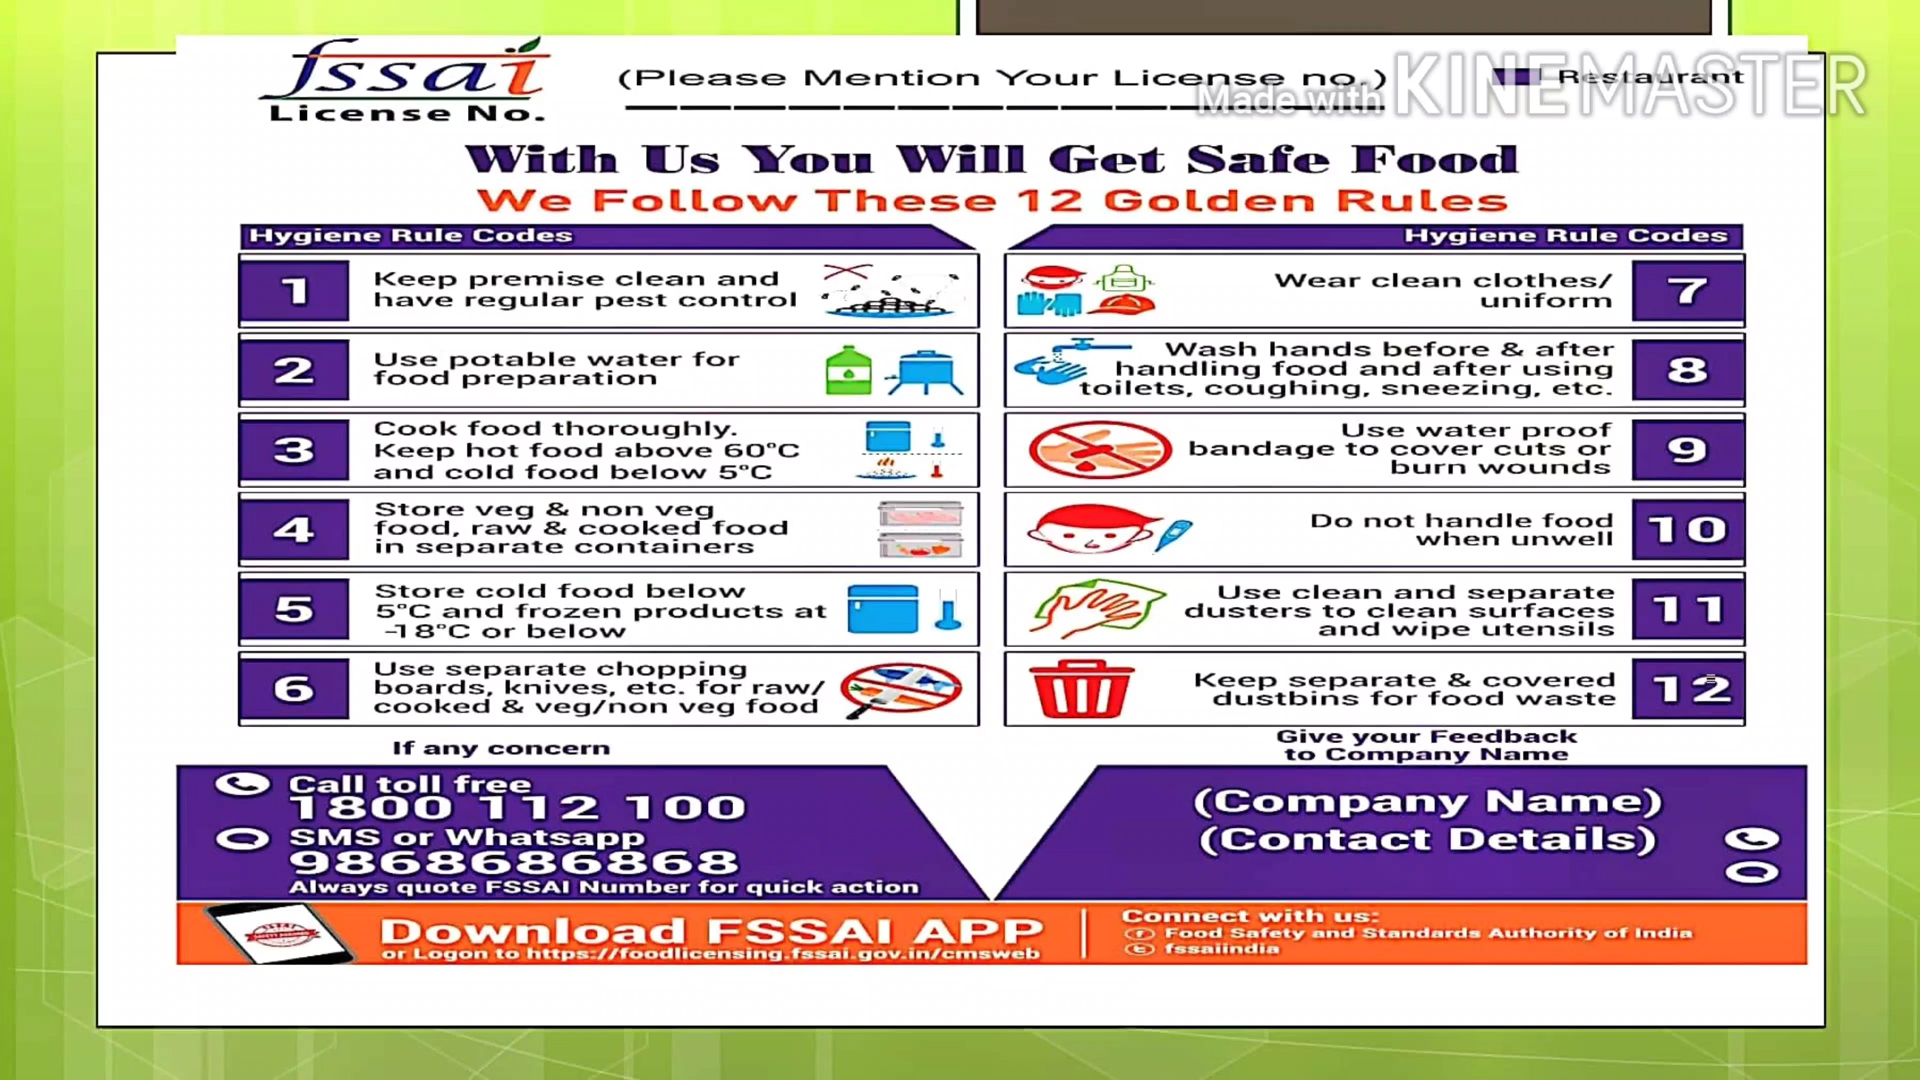 fssai
License No.
(Please Mention Your License no.)
Restaurant
Made with KINEMASTER
With Us You Will Get Safe Food
We Follow These 12 Golden Rules
Hygiene Rule Codes
1
Keep premise clean and
have regular pest control
2
Use potable water for
food preparation
3
Cook food thoroughly.
Keep hot food above 60°C
and cold food below 5°C
4
Store veg & non veg
food, raw & cooked food
in separate containers
5
Store cold food below
5°C and frozen products at
-18°C or below
6
Use separate chopping
boards, knives, etc. for raw/
cooked & veg/non veg food
Hygiene Rule Codes
Wear clean clothes/
uniform
7
Wash hands before & after
handling food and after using
toilets, coughing, sneezing, etc.
8
Use water proof
bandage to cover cuts or
burn wounds
9
Do not handle food
when unwell
10
Use clean and separate
dusters to clean surfaces
and wipe utensils
11
Keep separate & covered
dustbins for food waste
12
If any concern
Call toll free
1800 112 100
SMS or Whatsapp
9868686868
Always quote FSSAI Number for quick action
Give your Feedback
to Company Name
(Company Name)
(Contact Details)
Download FSSAI APP
or Logon to https://foodlicensing.fssai.gov.in/cmsweb
Connect with us:
Food Safety and Standards Authority of India
fssaiindia